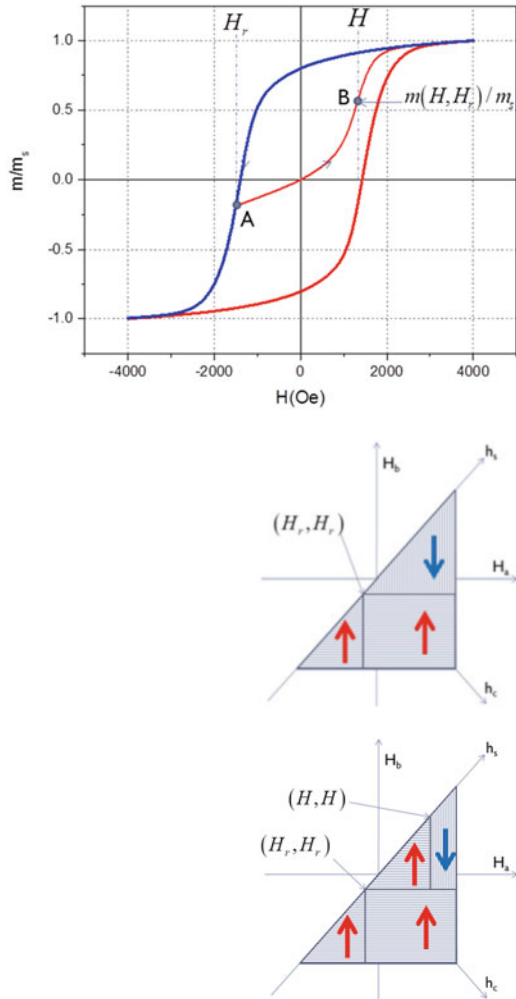 H_r H
1.0
B m(H,H_r)/m_s
0.5
m/m_s
0.0
A
-0.5
-1.0
-4000 -2000 0 2000 4000
H(Oe)
h_s
H_b
(H_r,H_r)
H_a
h_c
h_s
H_b
(H,H)
(H_r,H_r)
H_a
h_c